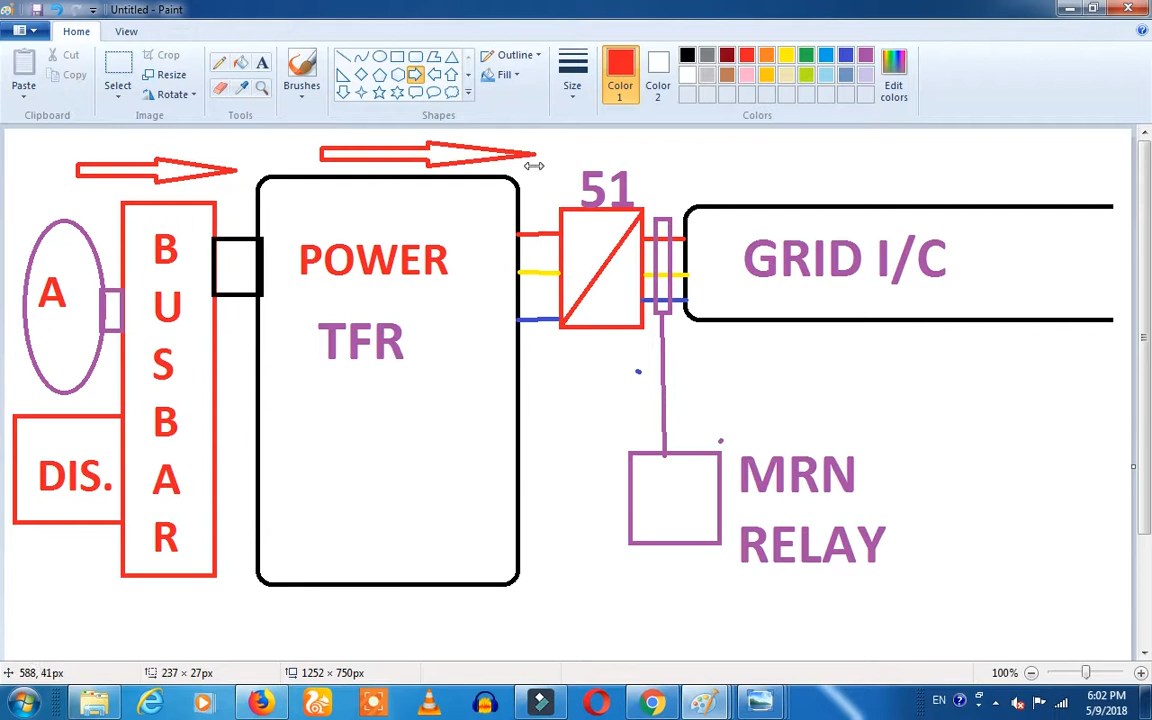 Untitled - Paint
Home
View
Paste
Cut
Copy
Clipboard
Select
Crop
Resize
Rotate
Image
A
Tools
Brushes
Outline
Fill
Shapes
Size
Color
1
Color
2
Edit
colors
Colors
A
DIS.
B
U
S
B
A
R
POWER
TFR
51
GRID I/C
MRN
RELAY
588, 41px
237 × 27px
1252 × 750px
100%
EN
6:02 PM
5/9/2018